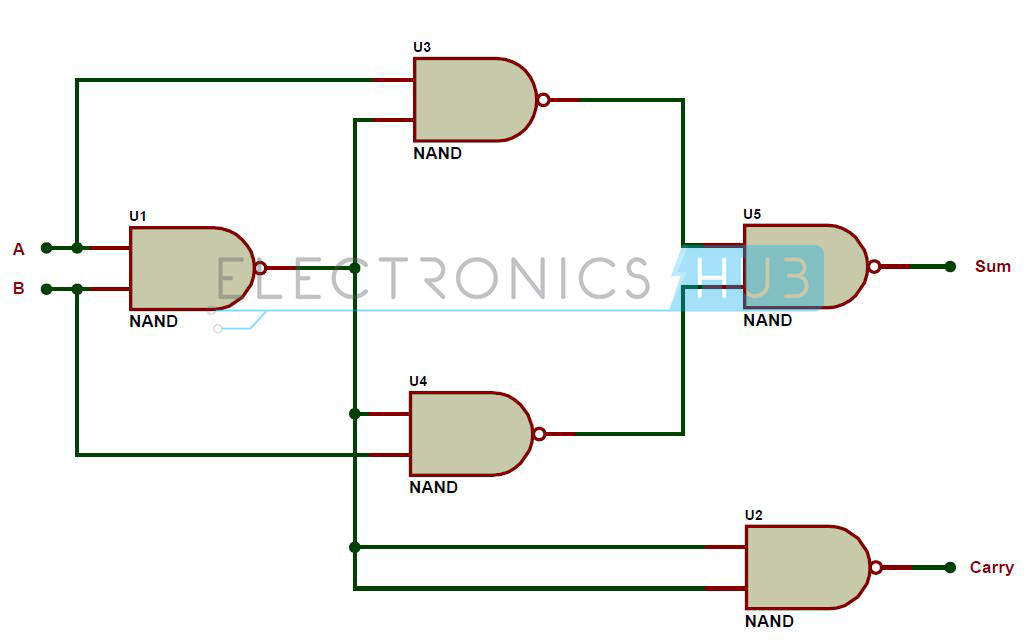 U3
NAND
U1
A
B
NAND
ELECTRONICS HUB
U5
Sum
NAND
U4
NAND
U2
Carry
NAND